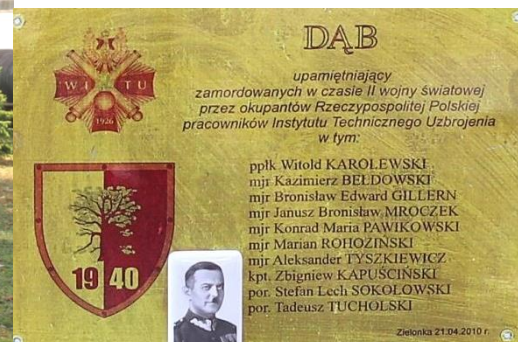 DĄB
upamiętniający
zamordowanych w czasie II wojny światowej
przez okupantów Rzeczypospolitej Polskiej
pracowników Instytutu Technicznego Uzbrojenia
w tym:
WITU
1926
ppłk Witold KAROLEWSKI
mjr Kazimierz BEŁDOWSKI
mjr Bronisław Edward GILLERN
mjr Janusz Bronisław MROCZEK
mjr Konrad Maria PAWIKOWSKI
mjr Marian ROHOZIŃSKI
mjr Aleksander TYSZKIEWICZ
kpt. Zbigniew KAPUŚCIŃSKI
por. Stefan Lech SOKOŁOWSKI
por. Tadeusz TUCHOLSKI
19 40
Zielonka 21.04.2010 r.